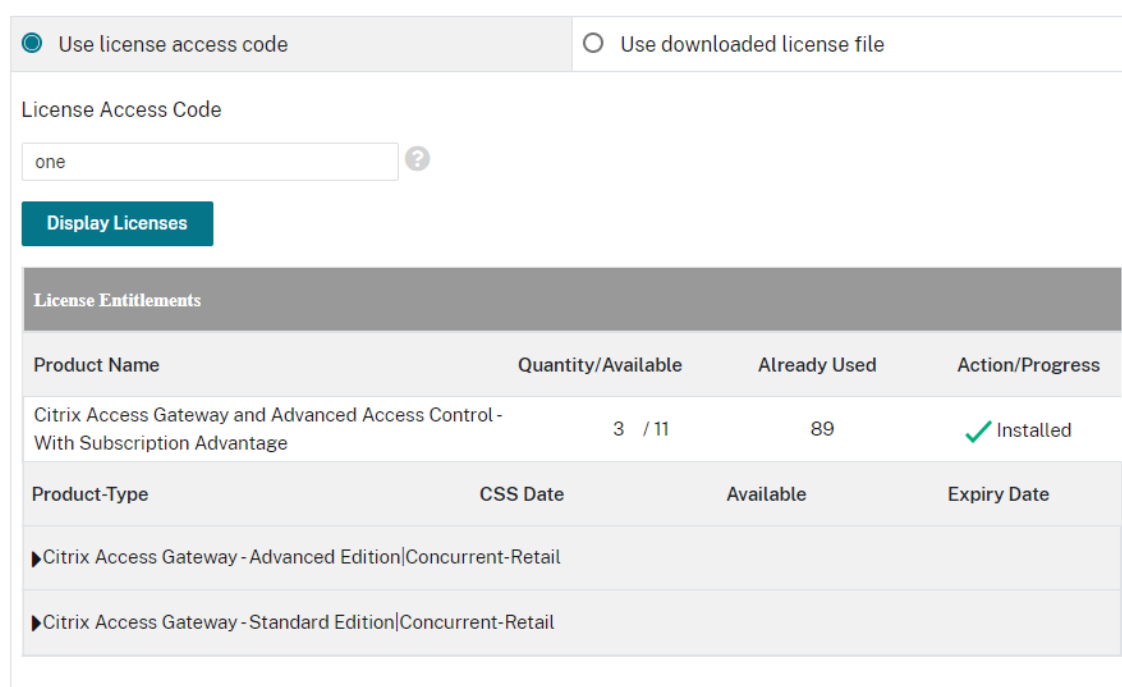 Use license access code
Use downloaded license file
License Access Code
one
?
Display Licenses
License Entitlements
Product Name Quantity/Available Already Used Action/Progress
Citrix Access Gateway and Advanced Access Control - 
With Subscription Advantage
3 / 11 89 Installed
Product-Type CSS Date Available Expiry Date
Citrix Access Gateway - Advanced Edition|Concurrent-Retail
Citrix Access Gateway - Standard Edition|Concurrent-Retail